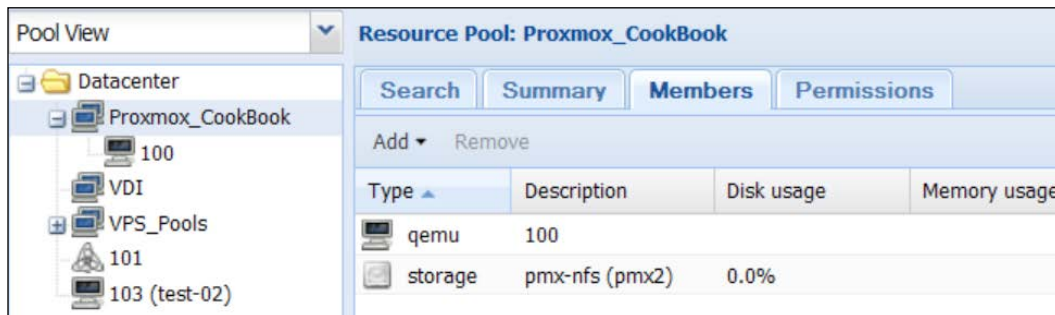 Pool View
Datacenter
Proxmox_CookBook
100
VDI
VPS_Pools
101
103 (test-02)
Resource Pool: Proxmox_CookBook
Search Summary Members Permissions
Add Remove
Type Description Disk usage Memory usage
qemu 100
storage pmx-nfs (pmx2) 0.0%